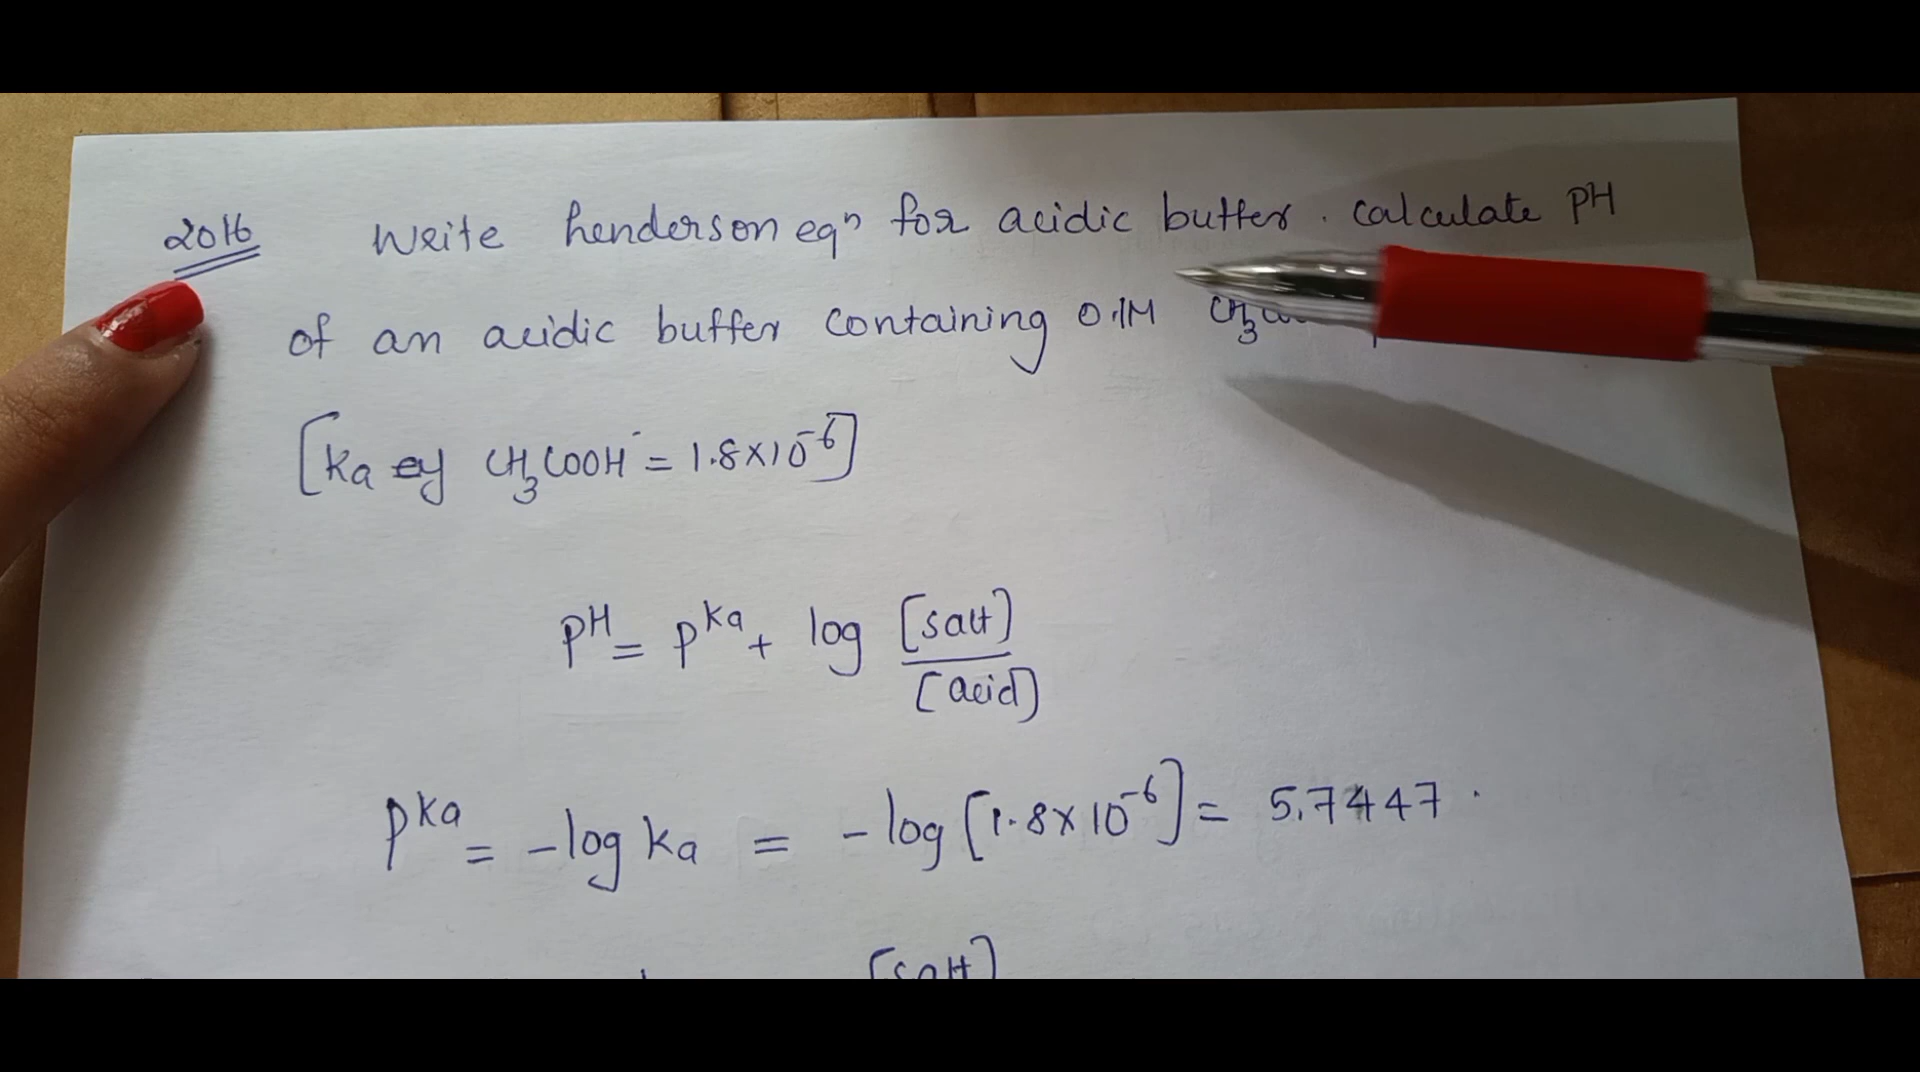 2016 Write henderson eqⁿ for acidic buffer. calculate PH
of an acidic buffer containing 0.1M
[Ka of CH₃COOH = 1.8×10⁻⁶]
pH = pKa + log [salt]/[acid]
pKa = -log Ka = -log [1.8×10⁻⁶] = 5.7447.
[salt]